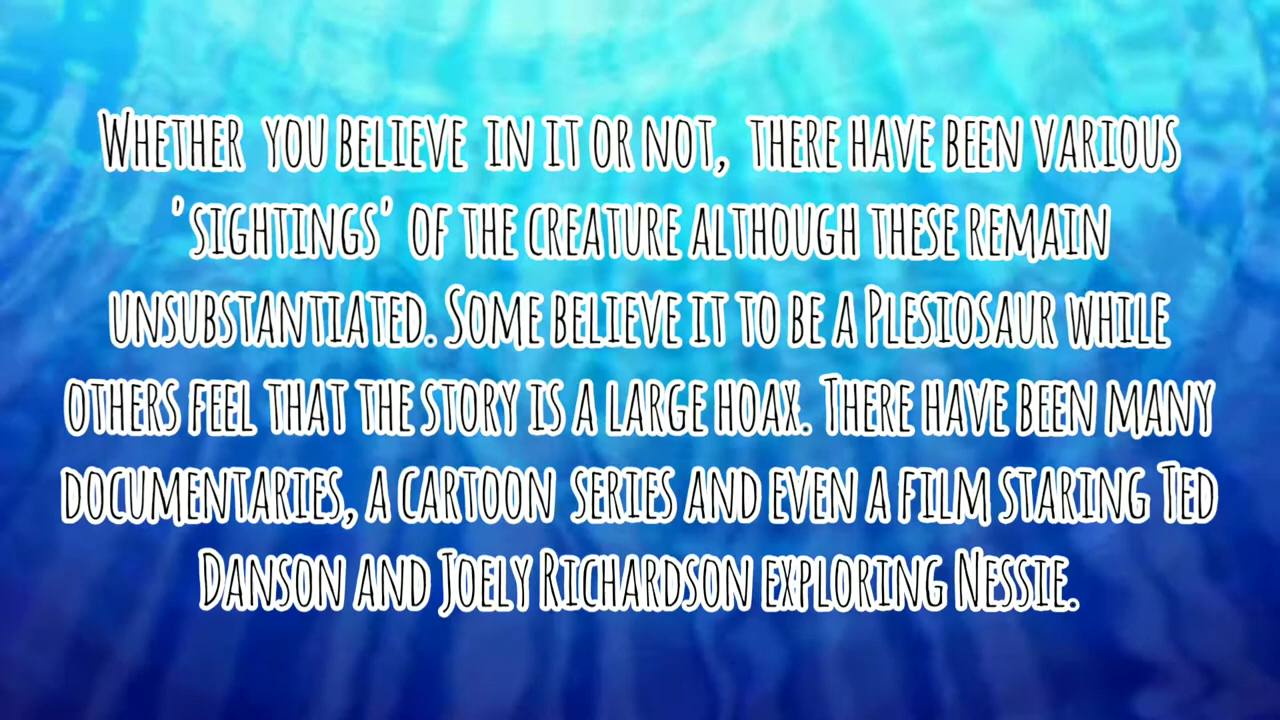 Whether you believe in it or not, there have been various
'sightings' of the creature although these remain
unsubstantiated. Some believe it to be a Plesiosaur while
others feel that the story is a large hoax. There have been many
documentaries, a cartoon series and even a film staring Ted
Danson and Joely Richardson exploring Nessie.